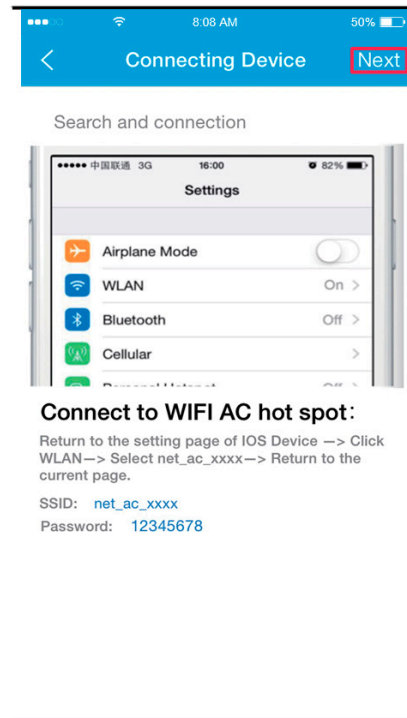 8:08 AM 50%
Connecting Device Next
Search and connection
中国联通 3G 16:00 82%
Settings
Airplane Mode
WLAN On
Bluetooth Off
Cellular
Connect to WIFI AC hot spot:
Return to the setting page of IOS Device —> Click
WLAN—> Select net_ac_xxxx—> Return to the
current page.
SSID: net_ac_xxxx
Password: 12345678